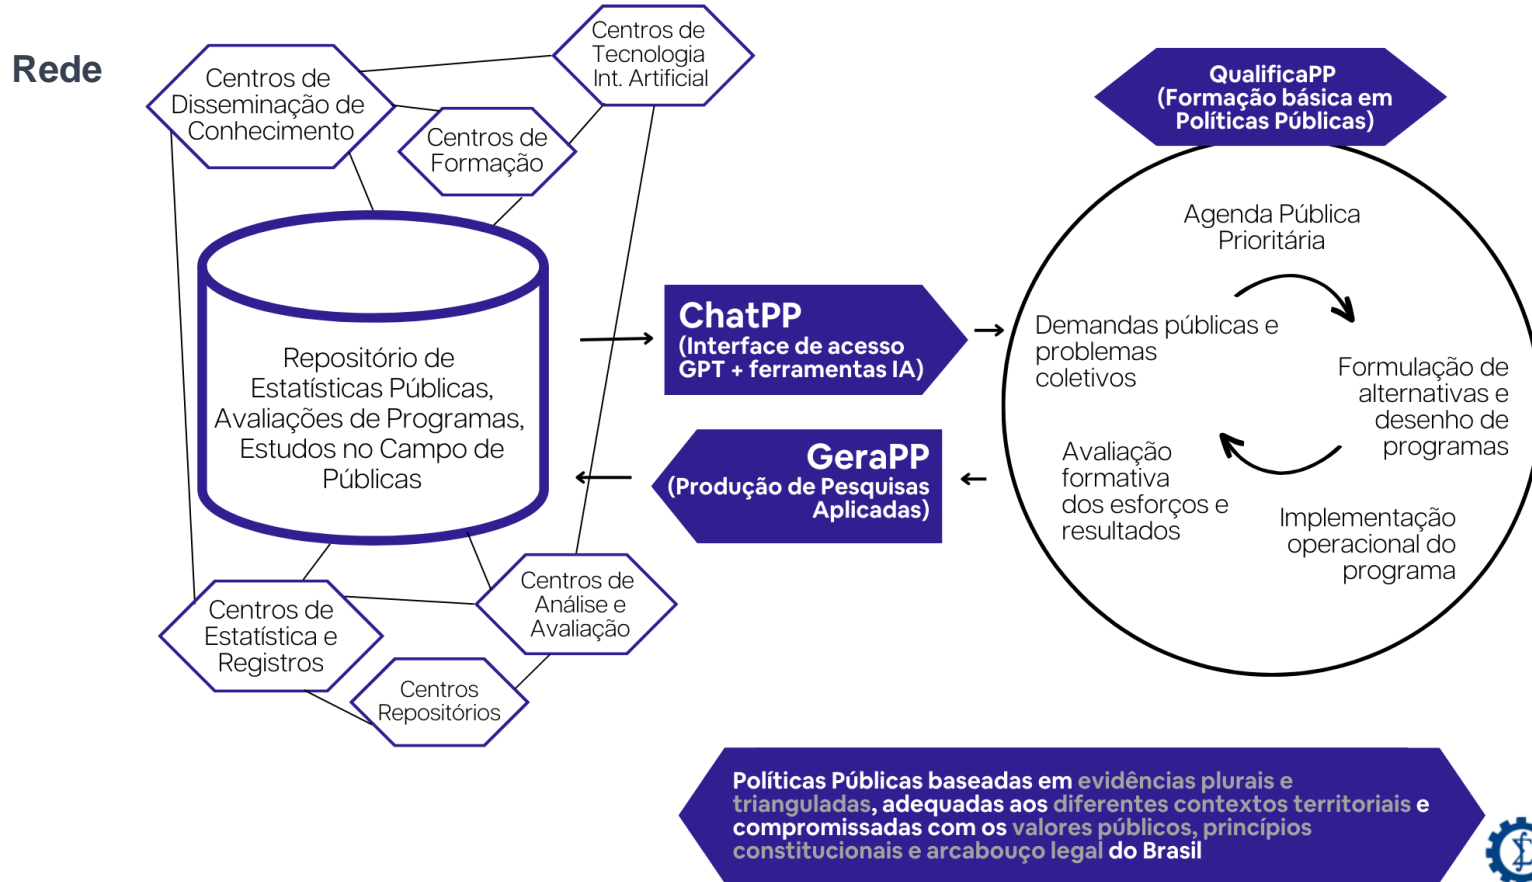 Rede
Centros de
Disseminação de
Conhecimento
Centros de
Tecnologia
Int. Artificial
Centros de
Formação
Repositório de
Estatísticas Públicas,
Avaliações de Programas,
Estudos no Campo de
Públicas
Centros de
Estatística e
Registros
Centros de
Análise e
Avaliação
Centros
Repositórios
ChatPP
(Interface de acesso
GPT + ferramentas IA)
GeraPP
(Produção de Pesquisas
Aplicadas)
QualificaPP
(Formação básica em
Políticas Públicas)
Agenda Pública
Prioritária
Demandas públicas e
problemas
coletivos
Formulação de
alternativas e
desenho de
programas
Avaliação
formativa
dos esforços e
resultados
Implementação
operacional do
programa
Políticas Públicas baseadas em evidências plurais e
trianguladas, adequadas aos diferentes contextos territoriais e
compromissadas com os valores públicos, princípios
constitucionais e arcabouço legal do Brasil